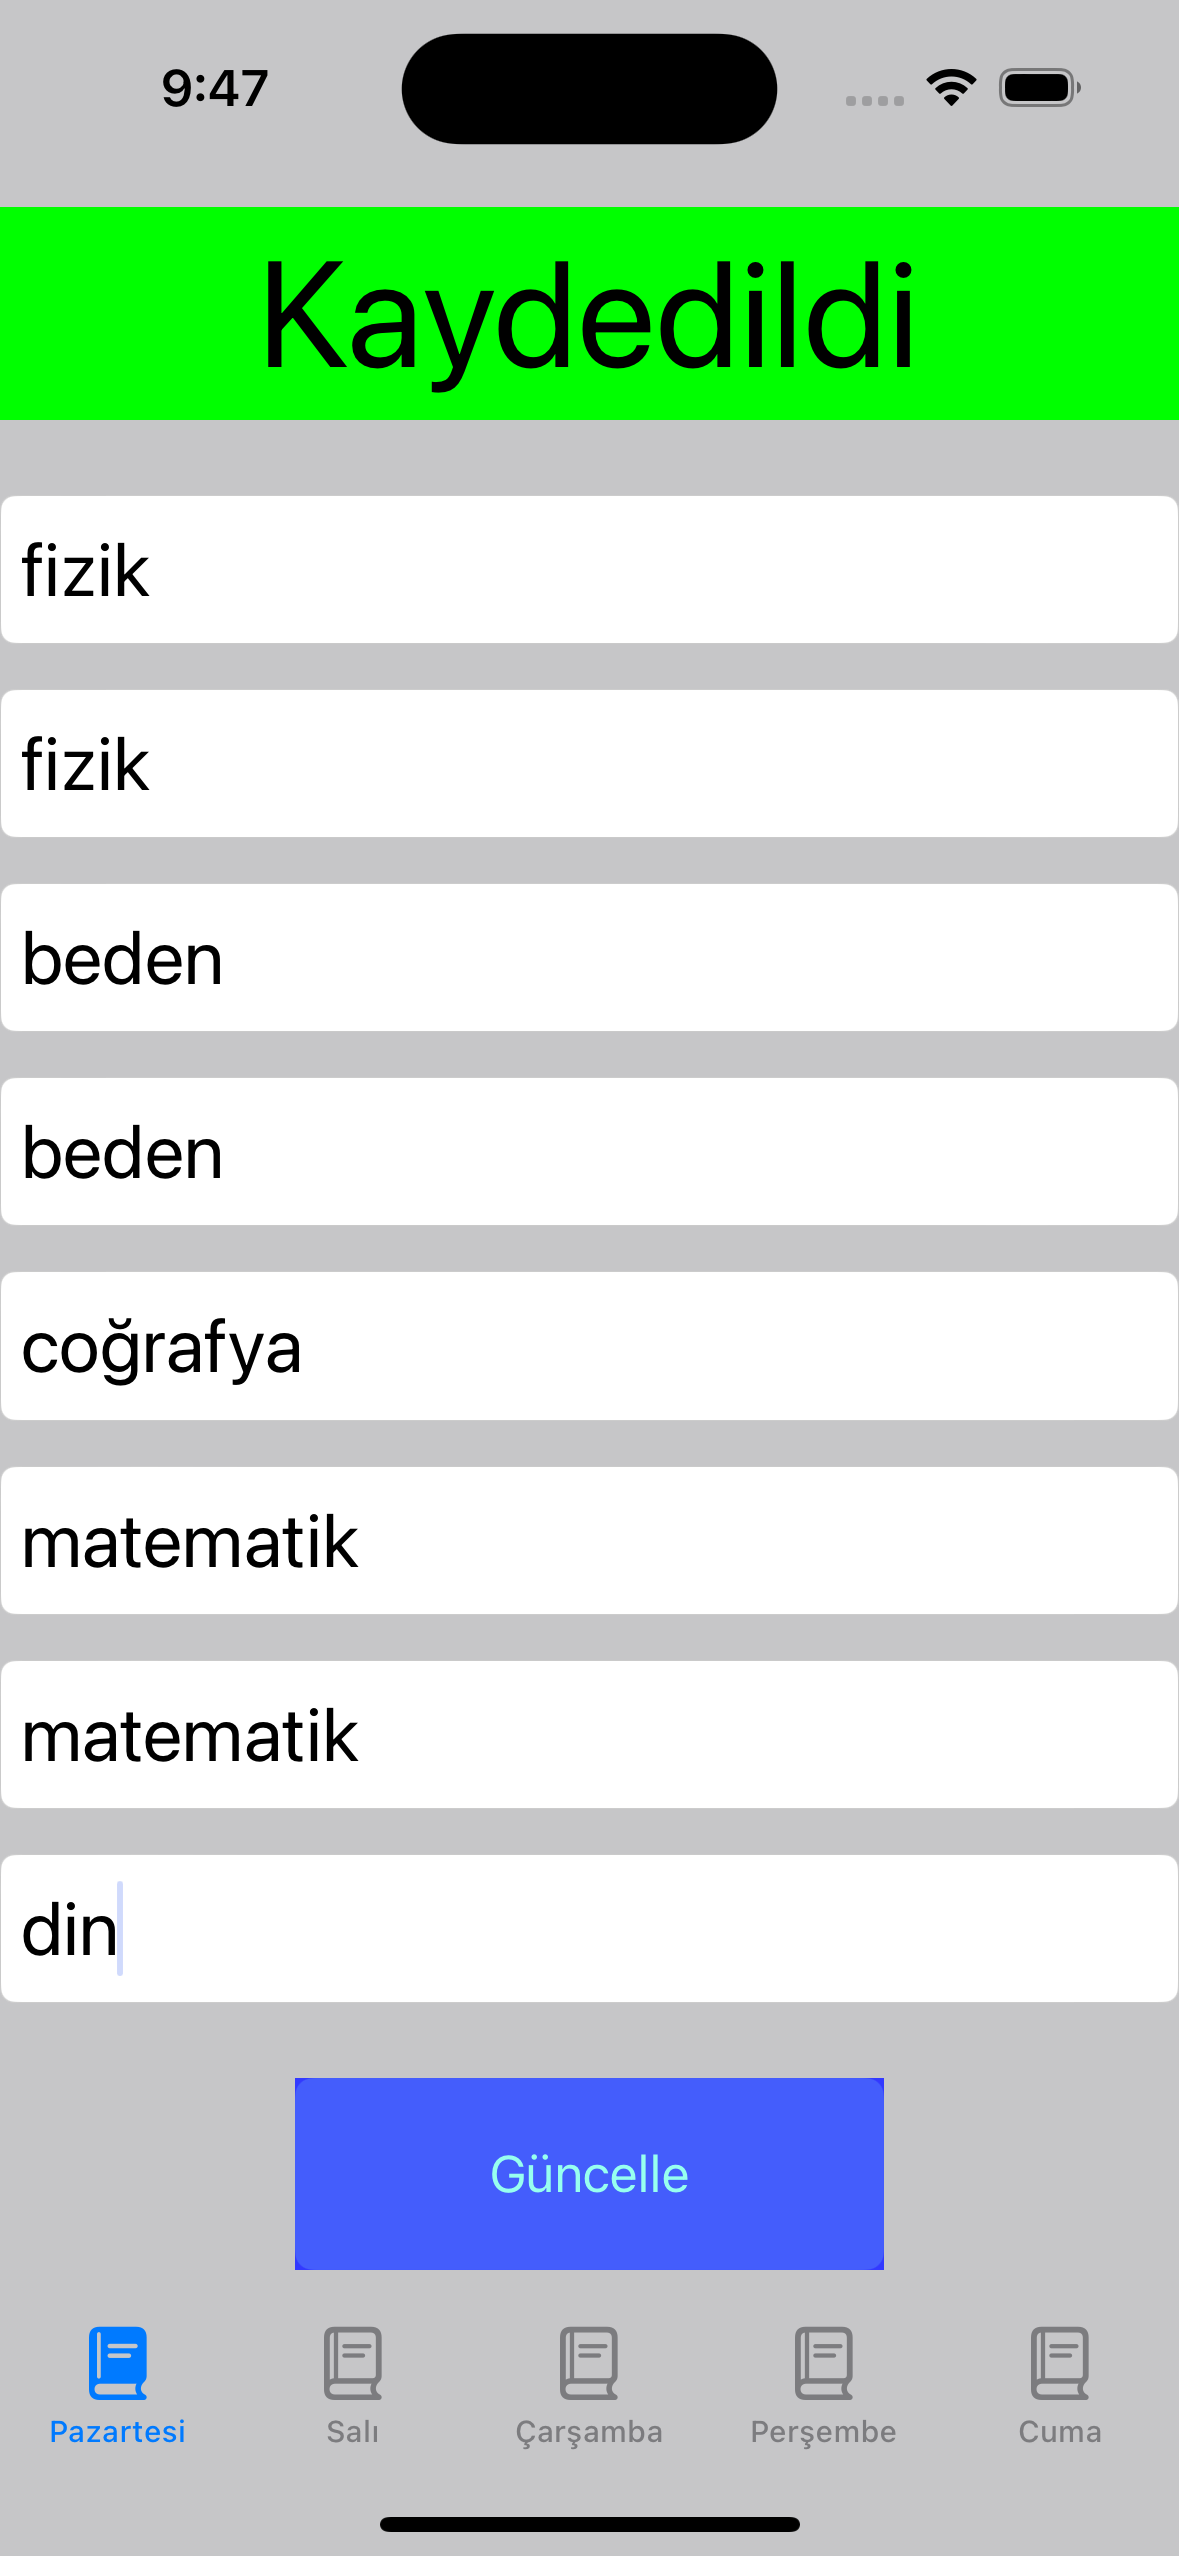 9:47
Kaydedildi
fizik
fizik
beden
beden
coğrafya
matematik
matematik
din
Güncelle
Pazartesi Salı Çarşamba Perşembe Cuma